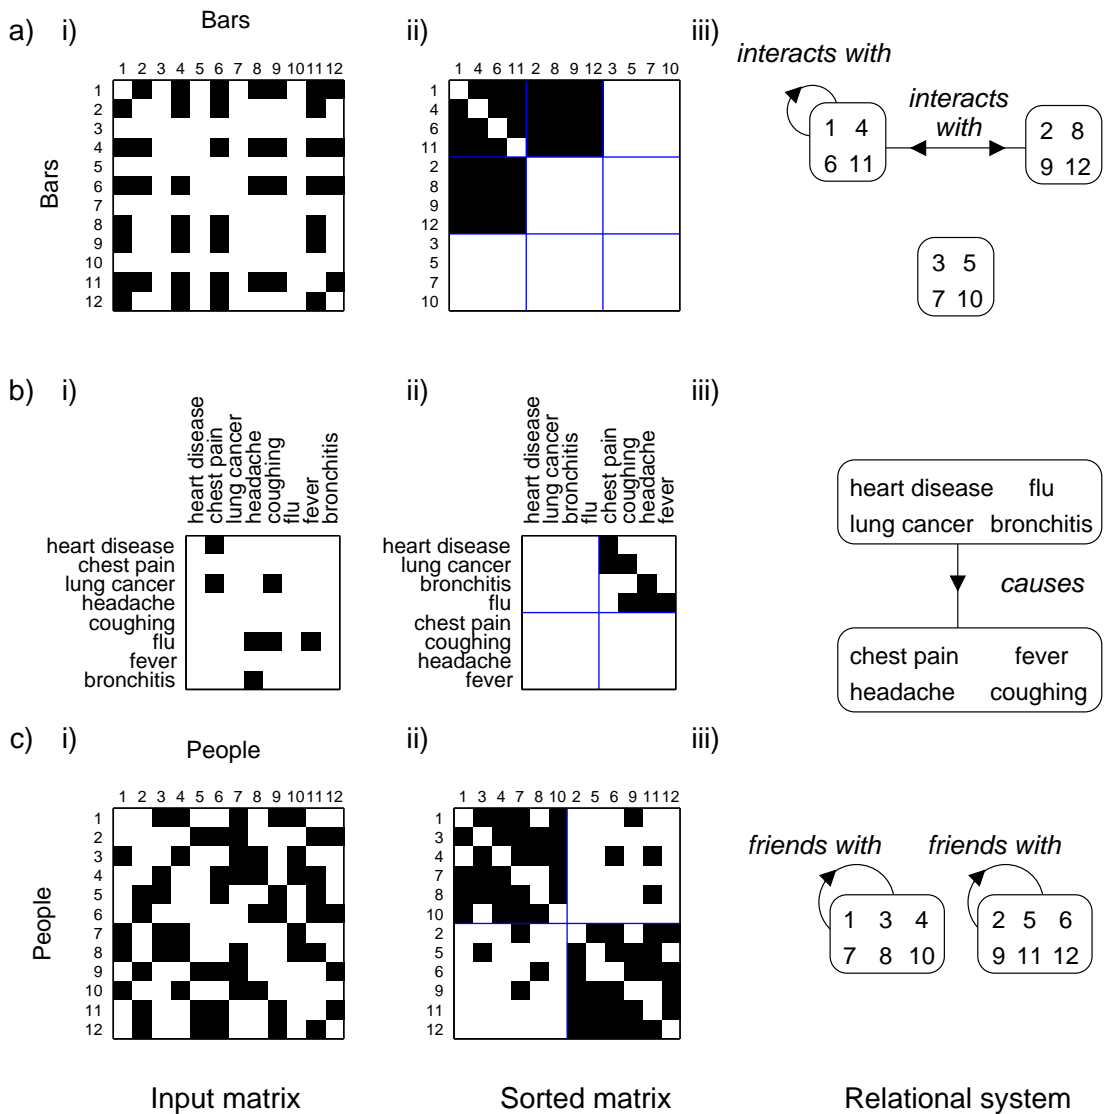 a) i) Bars ii) iii)
1 2 3 4 5 6 7 8 9 10 11 12
1 4 6 11 2 8 9 12 3 5 7 10
Bars
1
2
3
4
5
6
7
8
9
10
11
12
1
4
6
11
2
8
9
12
3
5
7
10
interacts with
interacts
with
1 4
6 11
2 8
9 12
3 5
7 10
b) i) ii) iii)
heart disease
chest pain
lung cancer
headache
coughing
flu
fever
bronchitis
heart disease
chest pain
lung cancer
headache
coughing
flu
fever
bronchitis
heart disease
lung cancer
bronchitis
flu
chest pain
coughing
headache
fever
heart disease
lung cancer
bronchitis
flu
chest pain
coughing
headache
fever
heart disease flu
lung cancer bronchitis
causes
chest pain fever
headache coughing
c) i) ii) iii)
People
1 2 3 4 5 6 7 8 9 10 11 12
1 3 4 7 8 10 2 5 6 9 11 12
People
1
2
3
4
5
6
7
8
9
10
11
12
1
3
4
7
8
10
2
5
6
9
11
12
friends with friends with
1 3 4
7 8 10
2 5 6
9 11 12
Input matrix Sorted matrix Relational system